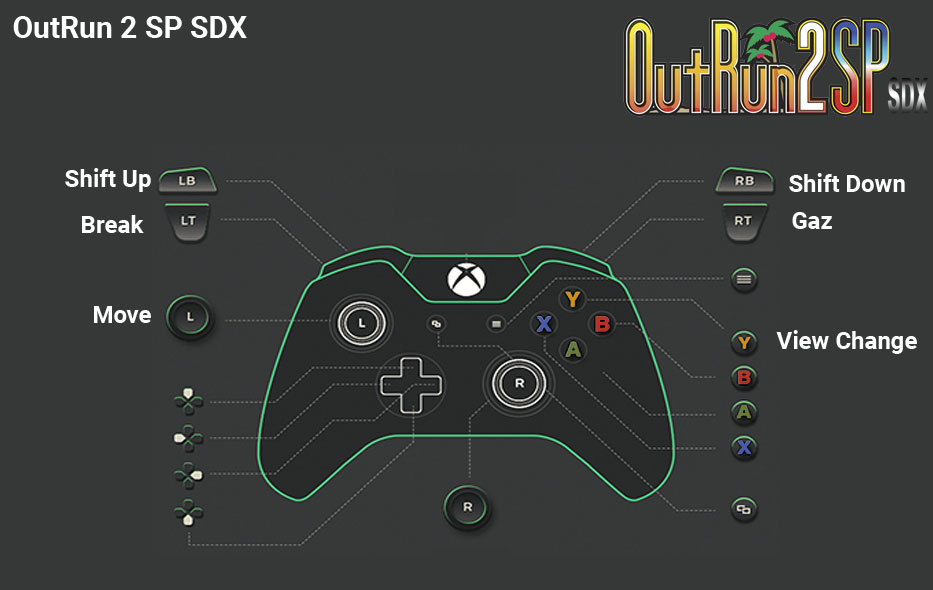 OutRun 2 SP SDX
OutRun2SP
SDX
Shift Up
LB
RB
Shift Down
Break
LT
RT
Gaz
Move
L
L
Y
X
B
A
R
Y
View Change
B
A
X
R